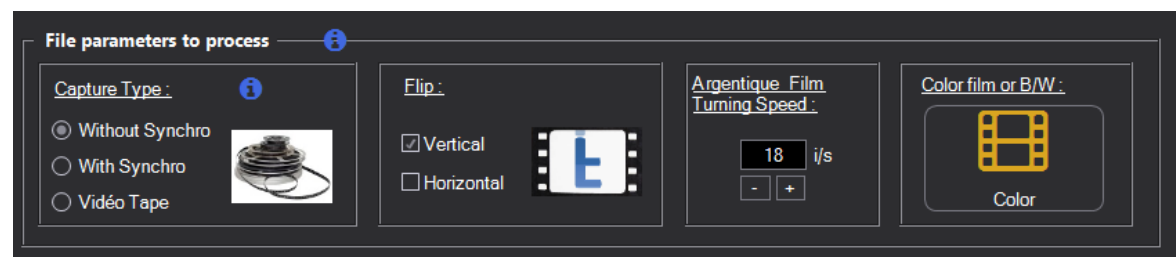 File parameters to process
Capture Type :
Without Synchro
With Synchro
Vidéo Tape
Flip :
Vertical
Horizontal
Argentique Film
Turning Speed :
18 i/s
- +
Color film or B/W :
Color